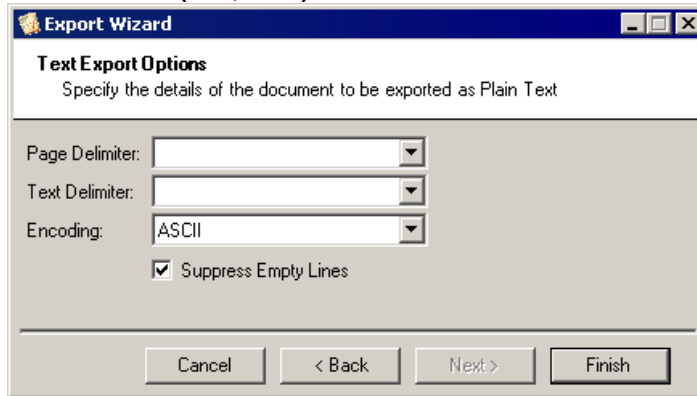 Export Wizard
Text Export Options
Specify the details of the document to be exported as Plain Text
Page Delimiter:
Text Delimiter:
Encoding: ASCII
Suppress Empty Lines
Cancel < Back Next > Finish